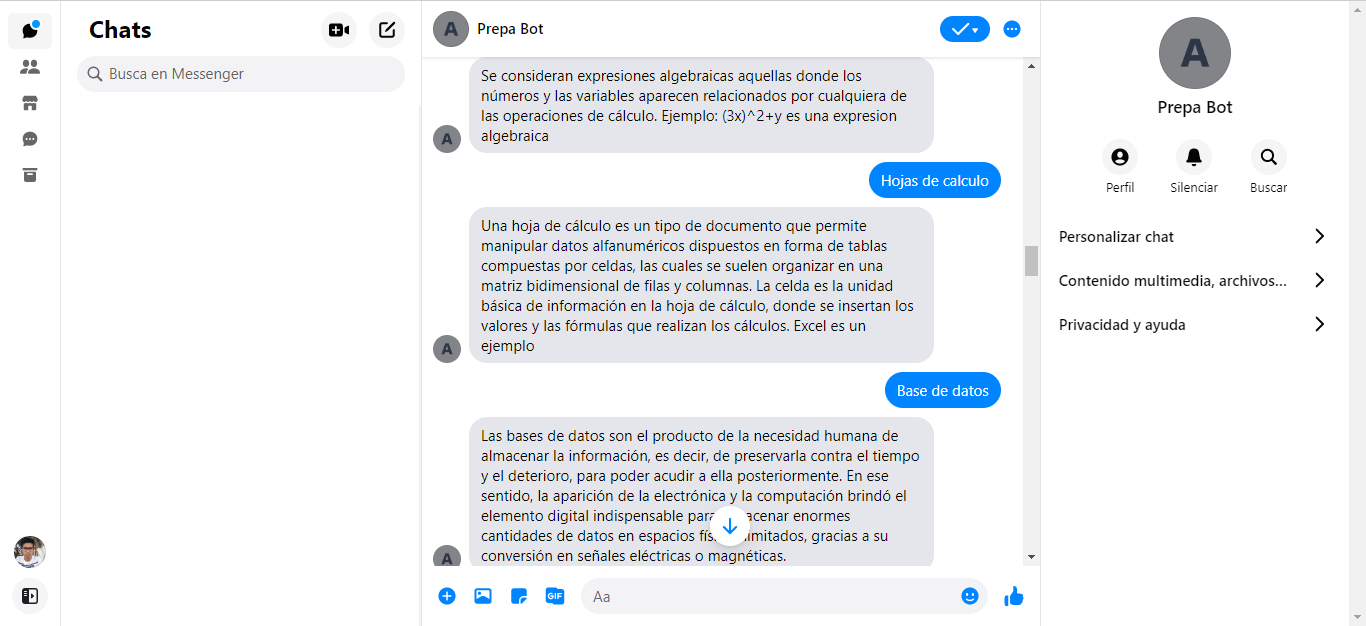 Chats
Busca en Messenger
A
Prepa Bot
Se consideran expresiones algebraicas aquellas donde los
números y las variables aparecen relacionados por cualquiera de
las operaciones de cálculo. Ejemplo: (3x)^2+y es una expresion
algebraica
A
Hojas de calculo
Una hoja de cálculo es un tipo de documento que permite
manipular datos alfanuméricos dispuestos en forma de tablas
compuestas por celdas, las cuales se suelen organizar en una
matriz bidimensional de filas y columnas. La celda es la unidad
básica de información en la hoja de cálculo, donde se insertan los
valores y las fórmulas que realizan los cálculos. Excel es un
ejemplo
A
Base de datos
Las bases de datos son el producto de la necesidad humana de
almacenar la información, es decir, de preservarla contra el tiempo
y el deterioro, para poder acudir a ella posteriormente. En ese
sentido, la aparición de la electrónica y la computación brindó el
elemento digital indispensable para enormes
cantidades de datos en espacios limitados, gracias a su
conversión en señales eléctricas o magnéticas.
A
GIF
Aa
A
Prepa Bot
Perfil
Silenciar
Buscar
Personalizar chat
Contenido multimedia, archivos...
Privacidad y ayuda